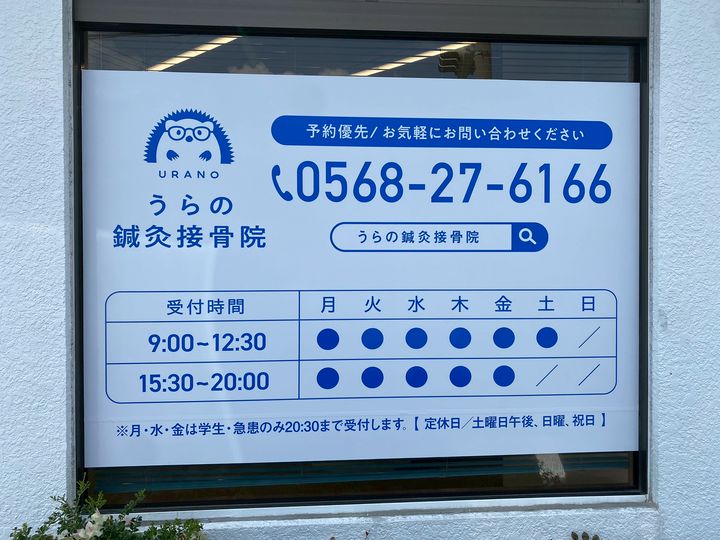 予約優先/お気軽にお問い合わせください
URANO
うらの
鍼灸接骨院
0568-27-6166
うらの鍼灸接骨院
受付時間 月 火 水 木 金 土 日
9:00~12:30 ● ● ● ● ● ● ／
15:30~20:00 ● ● ● ● ● ／ ／
※月・水・金は学生・急患のみ20:30まで受付します。【 定休日／土曜日午後、日曜、祝日 】